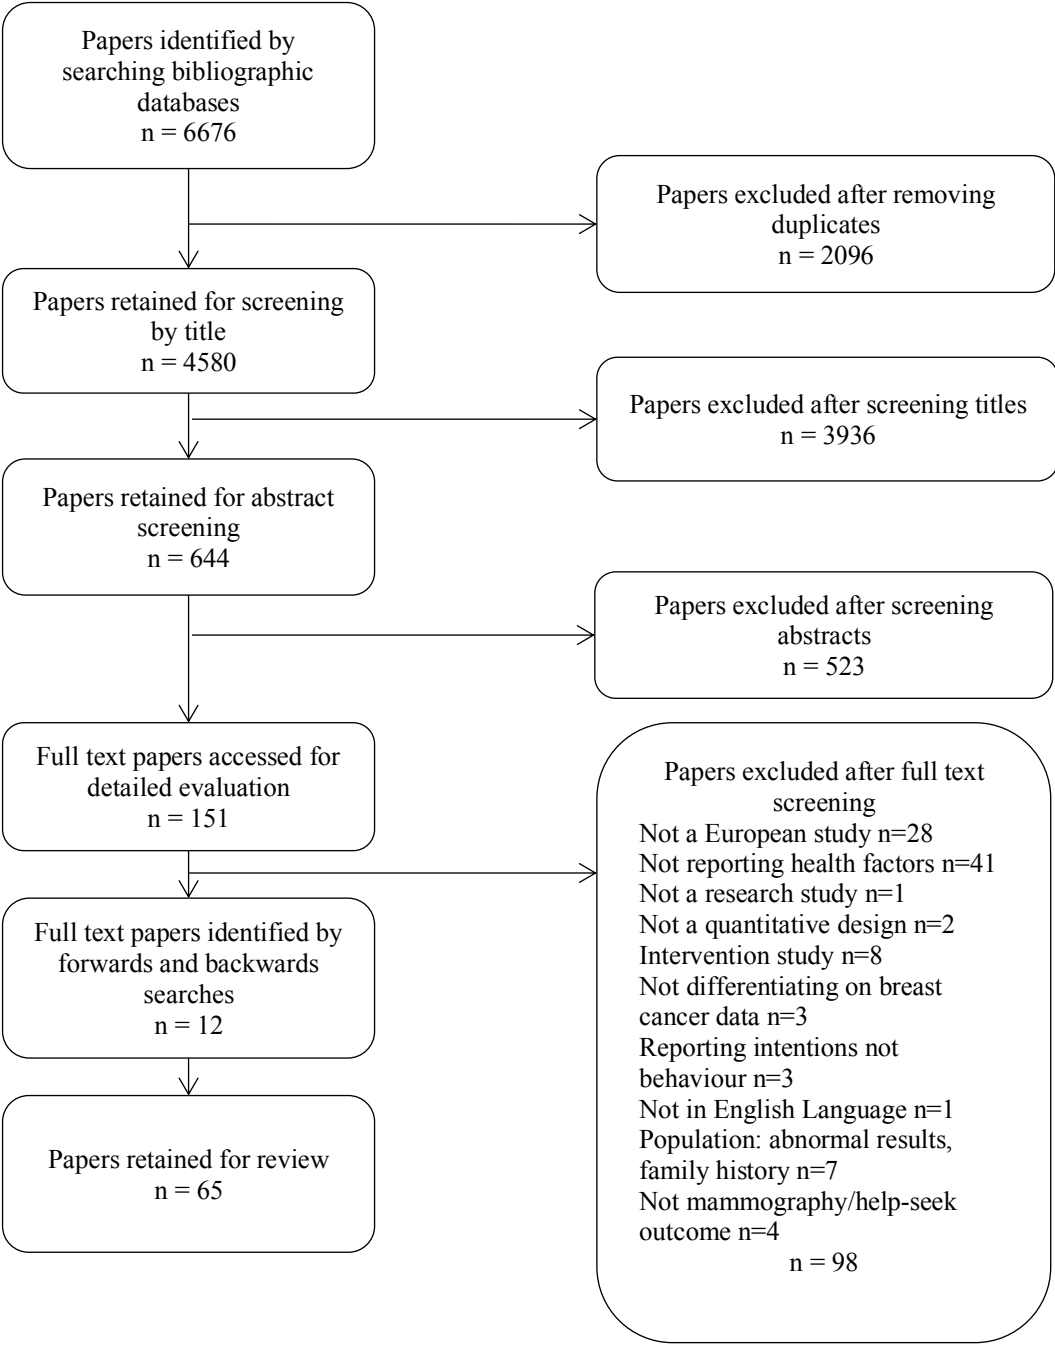 Papers identified by
searching bibliographic
databases
n = 6676
Papers excluded after removing
duplicates
n = 2096
Papers retained for screening
by title
n = 4580
Papers excluded after screening titles
n = 3936
Papers retained for abstract
screening
n = 644
Papers excluded after screening
abstracts
n = 523
Full text papers accessed for
detailed evaluation
n = 151
Papers excluded after full text
screening
Not a European study n=28
Not reporting health factors n=41
Not a research study n=1
Not a quantitative design n=2
Intervention study n=8
Not differentiating on breast
cancer data n=3
Reporting intentions not
behaviour n=3
Not in English Language n=1
Population: abnormal results,
family history n=7
Not mammography/help-seek
outcome n=4
n = 98
Full text papers identified by
forwards and backwards
searches
n = 12
Papers retained for review
n = 65